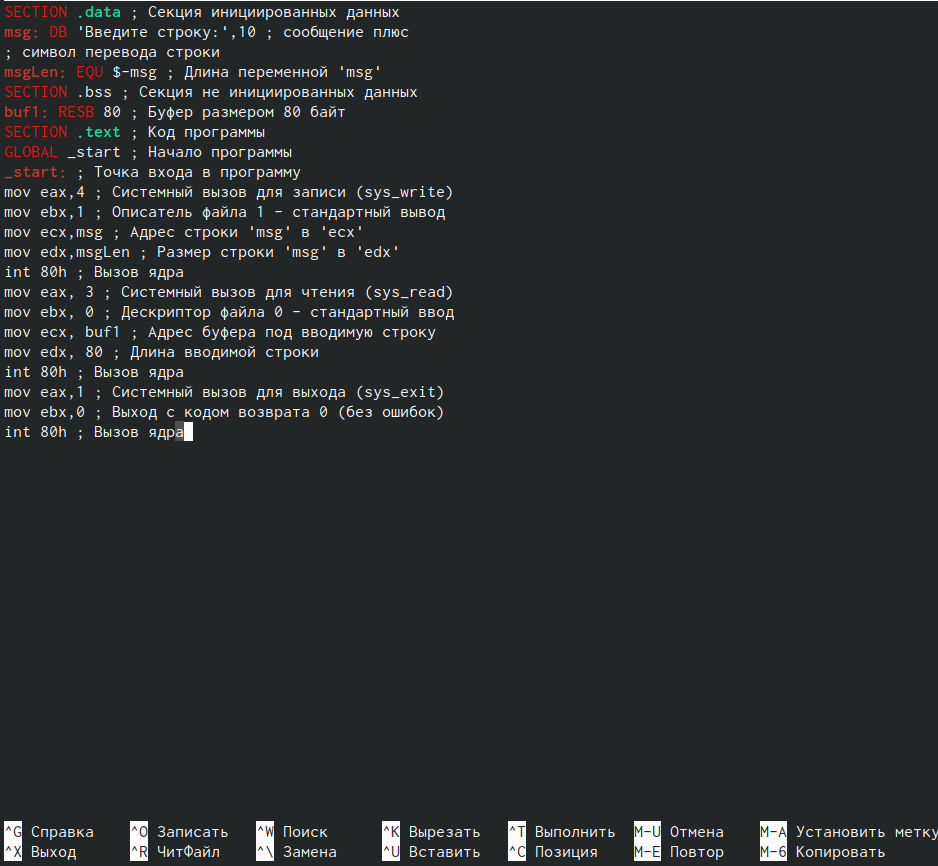 SECTION .data ; Секция инициированных данных
msg: DB 'Введите строку:',10 ; сообщение плюс
; символ перевода строки
msgLen: EQU $-msg ; Длина переменной 'msg'
SECTION .bss ; Секция не инициированных данных
buf1: RESB 80 ; Буфер размером 80 байт
SECTION .text ; Код программы
GLOBAL _start ; Начало программы
_start: ; Точка входа в программу
mov eax,4 ; Системный вызов для записи (sys_write)
mov ebx,1 ; Описатель файла 1 - стандартный вывод
mov ecx,msg ; Адрес строки 'msg' в 'ecx'
mov edx,msgLen ; Размер строки 'msg' в 'edx'
int 80h ; Вызов ядра
mov eax, 3 ; Системный вызов для чтения (sys_read)
mov ebx, 0 ; Дескриптор файла 0 - стандартный ввод
mov ecx, buf1 ; Адрес буфера под вводимую строку
mov edx, 80 ; Длина вводимой строки
int 80h ; Вызов ядра
mov eax,1 ; Системный вызов для выхода (sys_exit)
mov ebx,0 ; Выход с кодом возврата 0 (без ошибок)
int 80h ; Вызов ядра
^G Справка ^O Записать ^W Поиск ^K Вырезать ^T Выполнить M-U Отмена M-A Установить метку
^X Выход ^R ЧитФайл ^\ Замена ^U Вставить ^C Позиция M-E Повтор M-6 Копировать